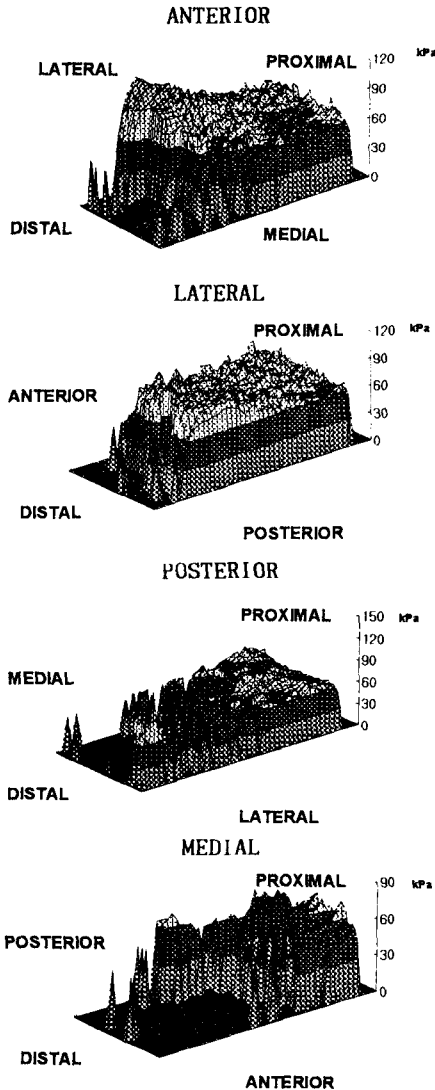 ANTERIOR
LATERAL
PROXIMAL
120 kPa
90
60
30
0
DISTAL
MEDIAL
LATERAL
PROXIMAL
120 kPa
90
ANTERIOR
60
30
0
DISTAL
POSTERIOR
POSTERIOR
PROXIMAL
150 kPa
120
MEDIAL
90
60
30
0
DISTAL
LATERAL
MEDIAL
PROXIMAL
90 kPa
POSTERIOR
60
30
0
DISTAL
ANTERIOR